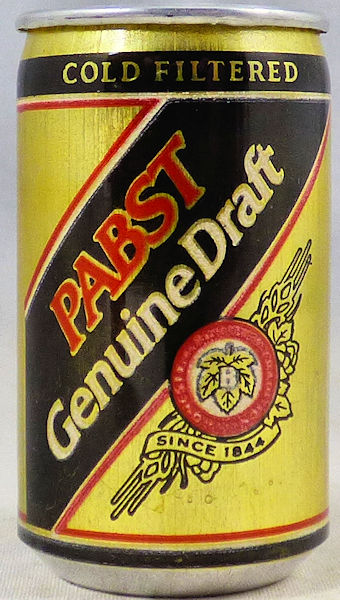 COLD FILTERED
PABST
Genuine Draft
B
SINCE 1844